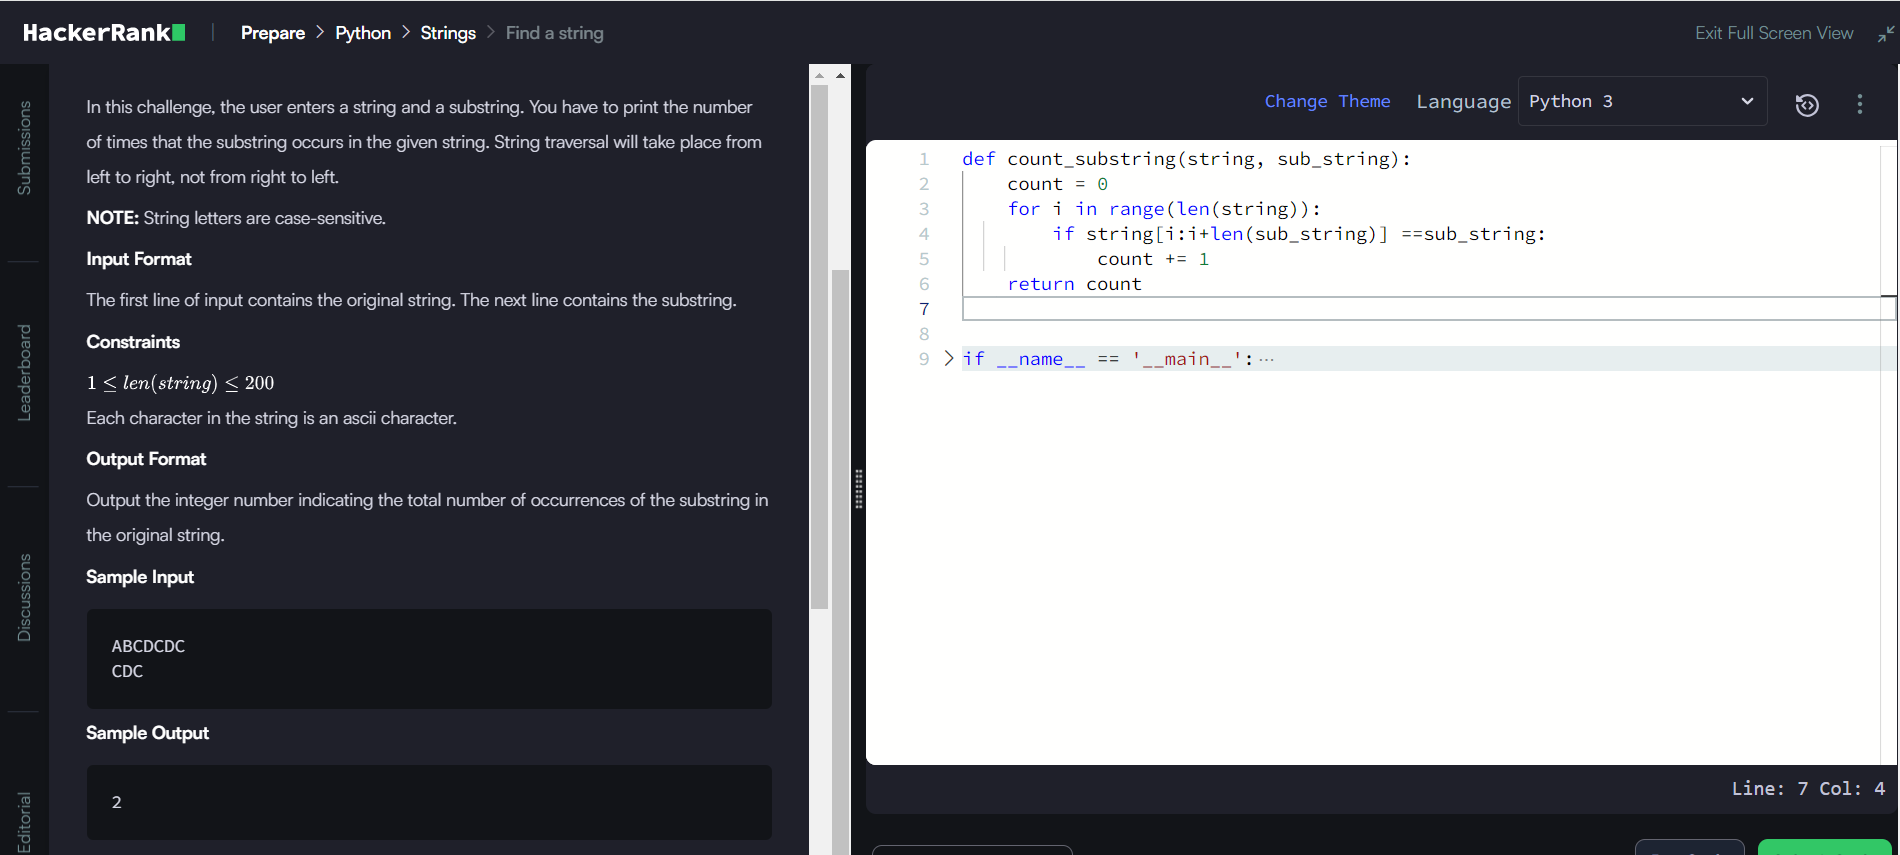 HackerRank
Prepare > Python > Strings > Find a string
Exit Full Screen View
Submissions
Leaderboard
Discussions
Editorial
In this challenge, the user enters a string and a substring. You have to print the number
of times that the substring occurs in the given string. String traversal will take place from
left to right, not from right to left.
NOTE: String letters are case-sensitive.
Input Format
The first line of input contains the original string. The next line contains the substring.
Constraints
1 ≤ len(string) ≤ 200
Each character in the string is an ascii character.
Output Format
Output the integer number indicating the total number of occurrences of the substring in
the original string.
Sample Input
ABCDCDC
CDC
Sample Output
2
Change Theme Language Python 3
1 def count_substring(string, sub_string):
2     count = 0
3     for i in range(len(string)):
4         if string[i:i+len(sub_string)] ==sub_string:
5             count += 1
6     return count
7
8
9 > if __name__ == '__main__':···
Line: 7 Col: 4